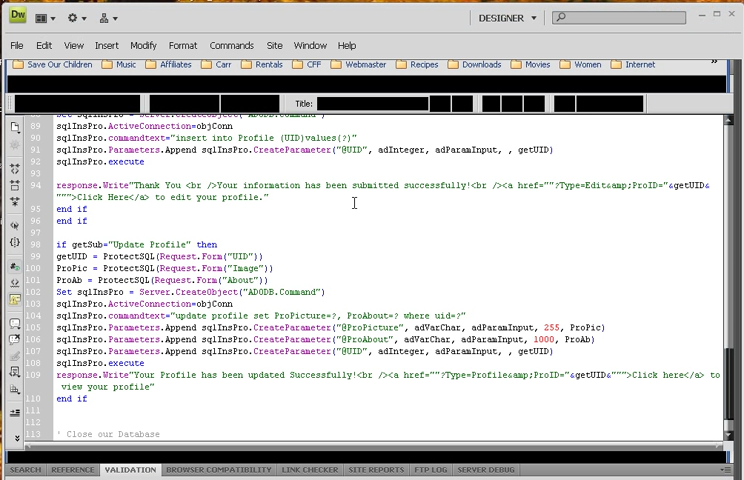 Dw
DESIGNER
File Edit View Insert Modify Format Commands Site Window Help
Save Our Children Music Affiliates Carr Rentals CFF Webmaster Recipes Downloads Movies Women Internet
Title:
88 Set sqlInsPro = Server.CreateObject("ADODB.Command")
89 sqlInsPro.ActiveConnection=objConn
90 sqlInsPro.commandtext="insert into Profile (UID)values(?)"
91 sqlInsPro.Parameters.Append sqlInsPro.CreateParameter("@UID", adInteger, adParamInput, , getUID)
92 sqlInsPro.execute
93
94 response.Write"Thank You <br />Your information has been submitted successfully!<br /><a href=""?Type=Edit&amp;ProID="&getUID&
""">Click Here</a> to edit your profile."
95 end if
96 end if
97
98 if getSub="Update Profile" then
99 getUID = ProtectSQL(Request.Form("UID"))
100 ProPic = ProtectSQL(Request.Form("Image"))
101 ProAb = ProtectSQL(Request.Form("About"))
102 Set sqlInsPro = Server.CreateObject("ADODB.Command")
103 sqlInsPro.ActiveConnection=objConn
104 sqlInsPro.commandtext="update profile set ProPicture=?, ProAbout=? where uid=?"
105 sqlInsPro.Parameters.Append sqlInsPro.CreateParameter("@ProPicture", adVarChar, adParamInput, 255, ProPic)
106 sqlInsPro.Parameters.Append sqlInsPro.CreateParameter("@ProAbout", adVarChar, adParamInput, 1000, ProAb)
107 sqlInsPro.Parameters.Append sqlInsPro.CreateParameter("@UID", adInteger, adParamInput, , getUID)
108 sqlInsPro.execute
109 response.Write"Your Profile has been updated Successfully!<br /><a href=""?Type=Profile&amp;ProID="&getUID&""">Click here</a> to
view your profile"
110 end if
111
112
113 ' Close our Database
SEARCH REFERENCE VALIDATION BROWSER COMPATIBILITY LINK CHECKER SITE REPORTS FTP LOG SERVER DEBUG